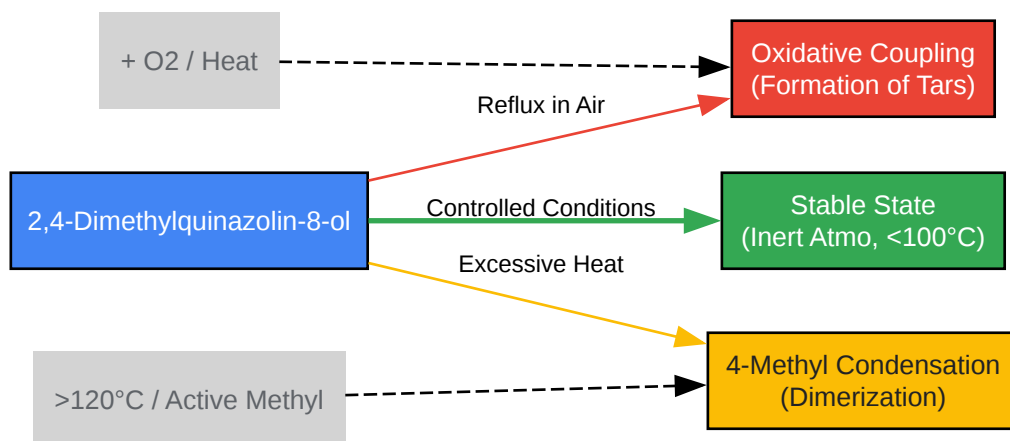 + O2 / Heat
Oxidative Coupling
(Formation of Tars)
Reflux in Air
2,4-Dimethylquinazolin-8-ol
Controlled Conditions
Stable State
(Inert Atmo, <100°C)
Excessive Heat
>120°C / Active Methyl
4-Methyl Condensation
(Dimerization)